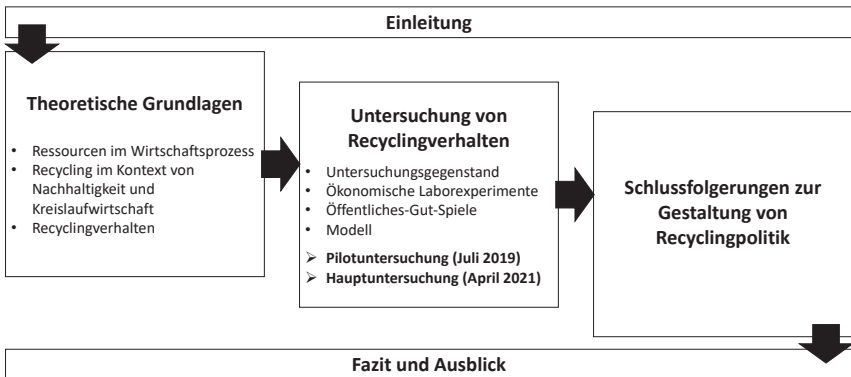 Einleitung
Theoretische Grundlagen
• Ressourcen im Wirtschaftsprozess
• Recycling im Kontext von
Nachhaltigkeit und
Kreislaufwirtschaft
• Recyclingverhalten
Untersuchung von
Recyclingverhalten
• Untersuchungsgegenstand
• Ökonomische Laborexperimente
• Öffentliches-Gut-Spiele
• Modell
➢ Pilotuntersuchung (Juli 2019)
➢ Hauptuntersuchung (April 2021)
Schlussfolgerungen zur
Gestaltung von
Recyclingpolitik
Fazit und Ausblick